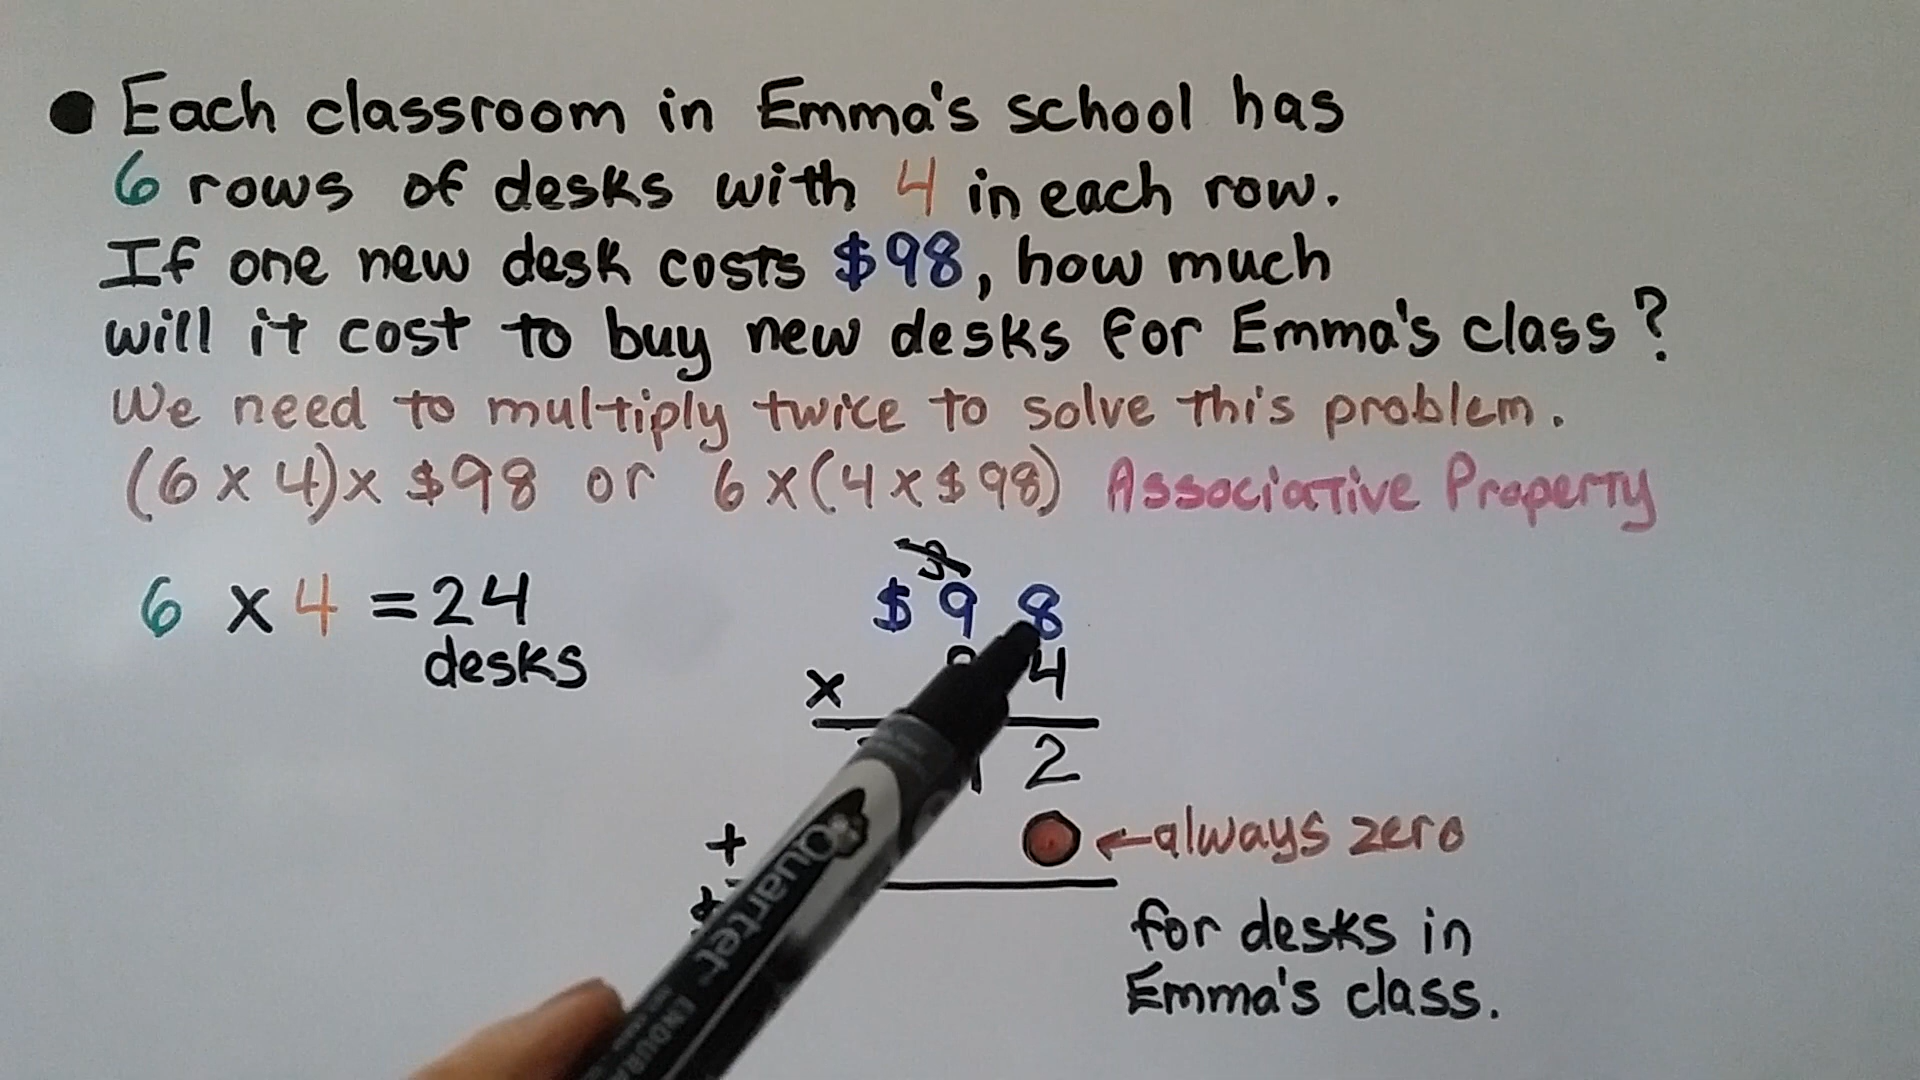 Each classroom in Emma's school has
6 rows of desks with 4 in each row.
If one new desk costs $98, how much
will it cost to buy new desks for Emma's class?
We need to multiply twice to solve this problem.
(6 x 4) x $98 or 6 x (4 x $98) Associative Property
3
6 x 4 = 24
desks
$98
x 4
2
+ ←always zero
for desks in
Emma's class.
Quartet